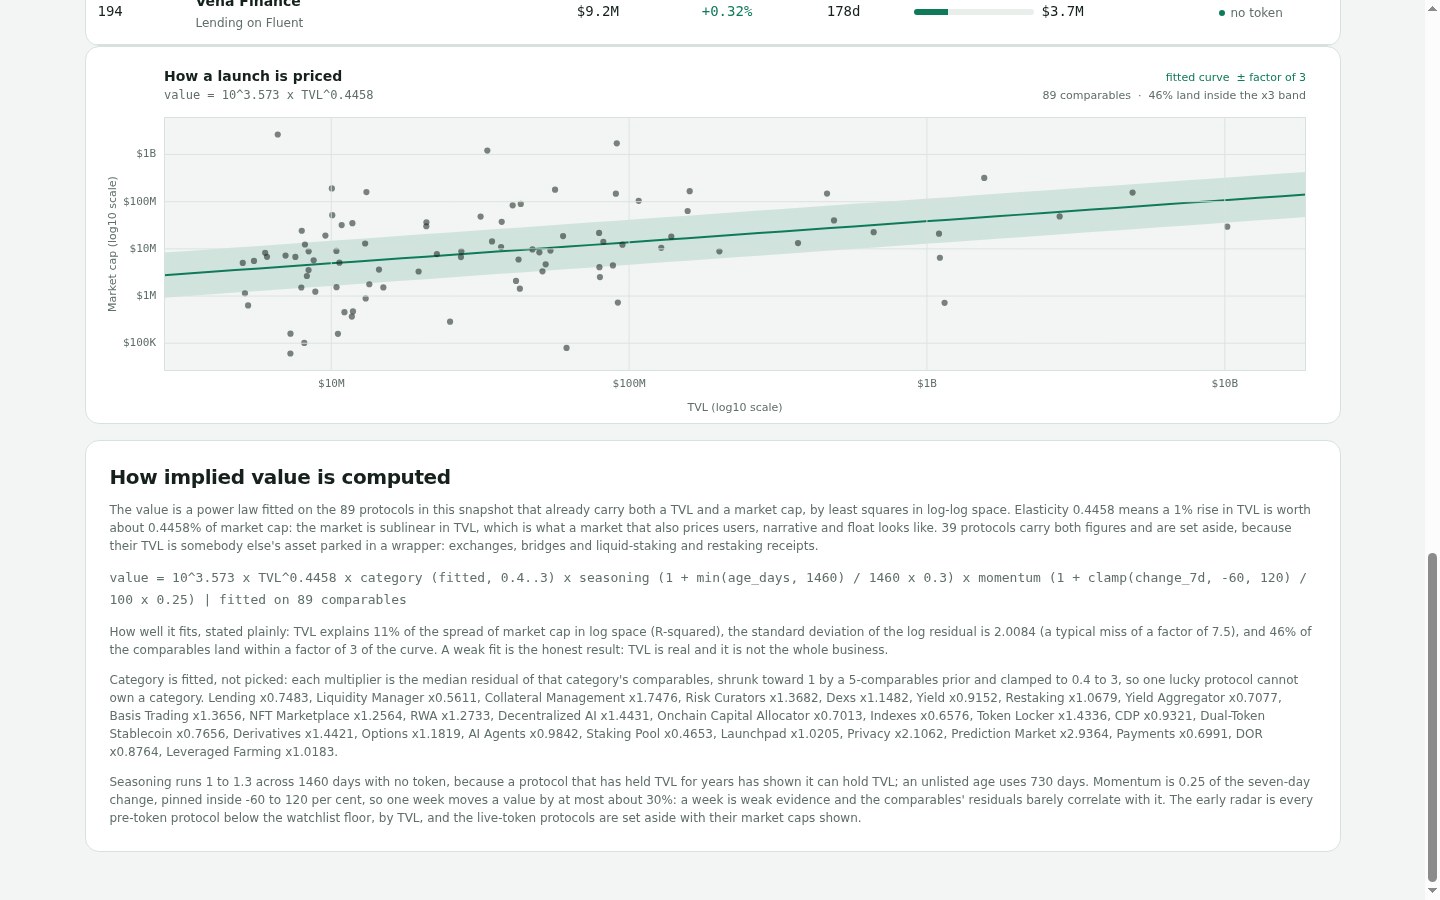 194
Vena Finance
Lending on Fluent
$9.2M
+0.32%
178d
$3.7M
no token
How a launch is priced
value = 10^3.573 x TVL^0.4458
fitted curve ± factor of 3
89 comparables · 46% land inside the x3 band
Market cap (log10 scale)
$1B
$100M
$10M
$1M
$100K
$10M
$100M
$1B
$10B
TVL (log10 scale)
How implied value is computed
The value is a power law fitted on the 89 protocols in this snapshot that already carry both a TVL and a market cap, by least squares in log-log space. Elasticity 0.4458 means a 1% rise in TVL is worth
about 0.4458% of market cap: the market is sublinear in TVL, which is what a market that also prices users, narrative and float looks like. 39 protocols carry both figures and are set aside, because
their TVL is somebody else's asset parked in a wrapper: exchanges, bridges and liquid-staking and restaking receipts.
value = 10^3.573 x TVL^0.4458 x category (fitted, 0.4..3) x seasoning (1 + min(age_days, 1460) / 1460 x 0.3) x momentum (1 + clamp(change_7d, -60, 120) /
100 x 0.25) | fitted on 89 comparables
How well it fits, stated plainly: TVL explains 11% of the spread of market cap in log space (R-squared), the standard deviation of the log residual is 2.0084 (a typical miss of a factor of 7.5), and 46% of
the comparables land within a factor of 3 of the curve. A weak fit is the honest result: TVL is real and it is not the whole business.
Category is fitted, not picked: each multiplier is the median residual of that category's comparables, shrunk toward 1 by a 5-comparables prior and clamped to 0.4 to 3, so one lucky protocol cannot
own a category. Lending x0.7483, Liquidity Manager x0.5611, Collateral Management x1.7476, Risk Curators x1.3682, Dexs x1.1482, Yield x0.9152, Restaking x1.0679, Yield Aggregator x0.7077,
Basis Trading x1.3656, NFT Marketplace x1.2564, RWA x1.2733, Decentralized AI x1.4431, Onchain Capital Allocator x0.7013, Indexes x0.6576, Token Locker x1.4336, CDP x0.9321, Dual-Token
Stablecoin x0.7656, Derivatives x1.4421, Options x1.1819, AI Agents x0.9842, Staking Pool x0.4653, Launchpad x1.0205, Privacy x2.1062, Prediction Market x2.9364, Payments x0.6991, DOR
x0.8764, Leveraged Farming x1.0183.
Seasoning runs 1 to 1.3 across 1460 days with no token, because a protocol that has held TVL for years has shown it can hold TVL; an unlisted age uses 730 days. Momentum is 0.25 of the seven-day
change, pinned inside -60 to 120 per cent, so one week moves a value by at most about 30%: a week is weak evidence and the comparables' residuals barely correlate with it. The early radar is every
pre-token protocol below the watchlist floor, by TVL, and the live-token protocols are set aside with their market caps shown.